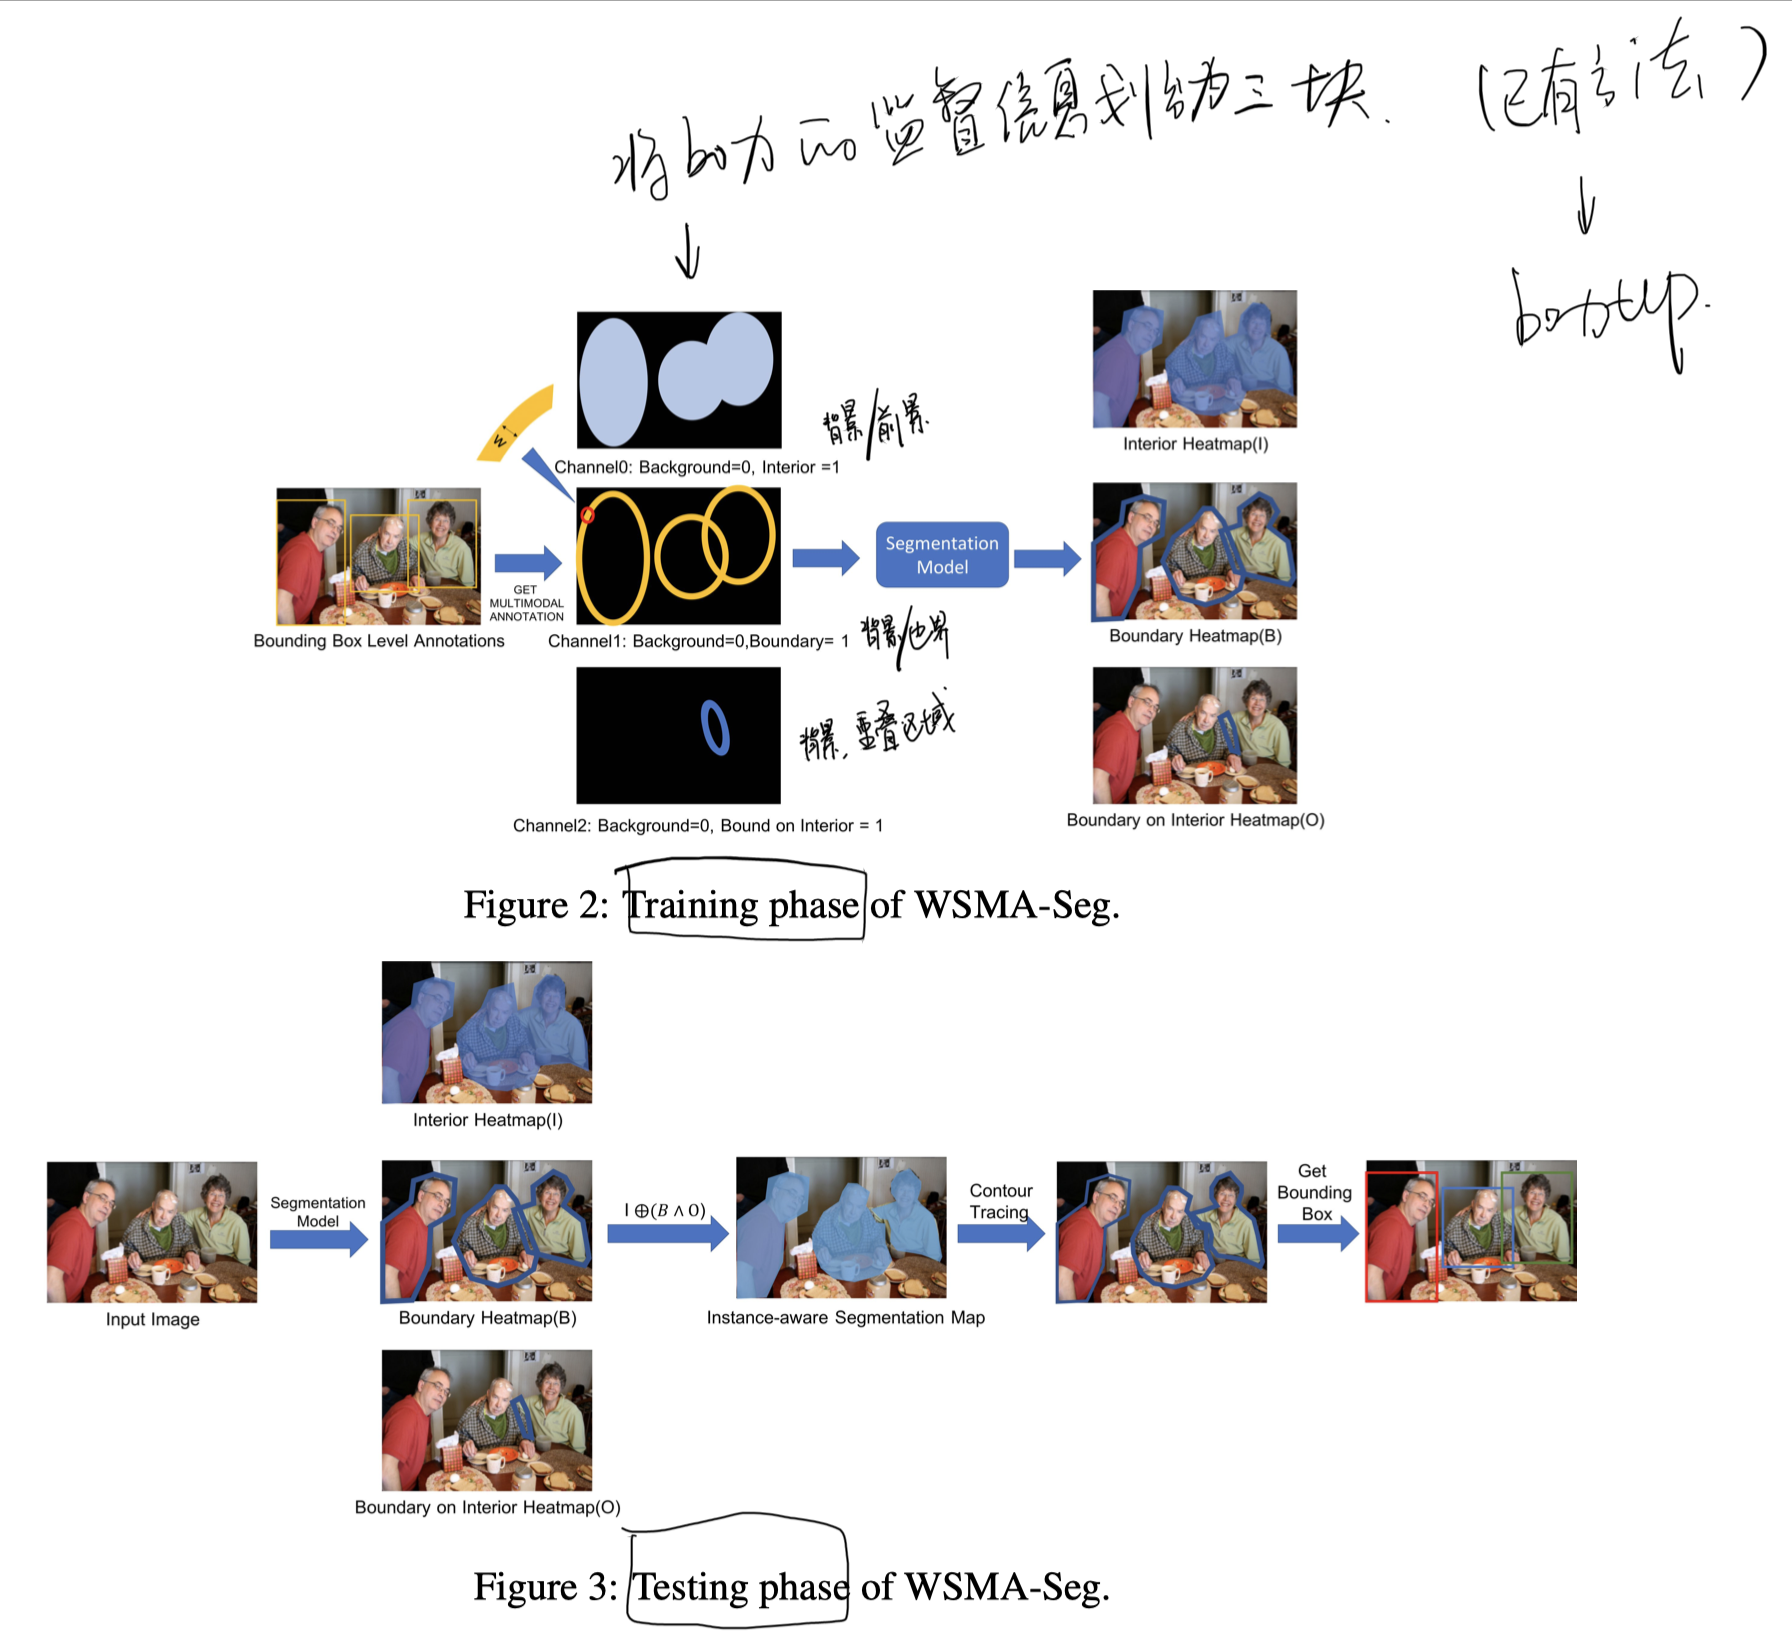 将box的监督信息划分为三块. (已有方法)
↓
↓
bottom up.
背景/前景
Interior Heatmap(I)
W
Channel0: Background=0, Interior =1
Segmentation
Model
GET
MULTIMODAL
ANNOTATION
Bounding Box Level Annotations
Channel1: Background=0,Boundary= 1
背景/边界
Boundary Heatmap(B)
背景,重叠区域
Channel2: Background=0, Bound on Interior = 1
Boundary on Interior Heatmap(O)
Figure 2: Training phase of WSMA-Seg.
Interior Heatmap(I)
Segmentation
Model
I ⊕(B ∧ O)
Contour
Tracing
Get
Bounding
Box
Input Image
Boundary Heatmap(B)
Instance-aware Segmentation Map
Boundary on Interior Heatmap(O)
Figure 3: Testing phase of WSMA-Seg.